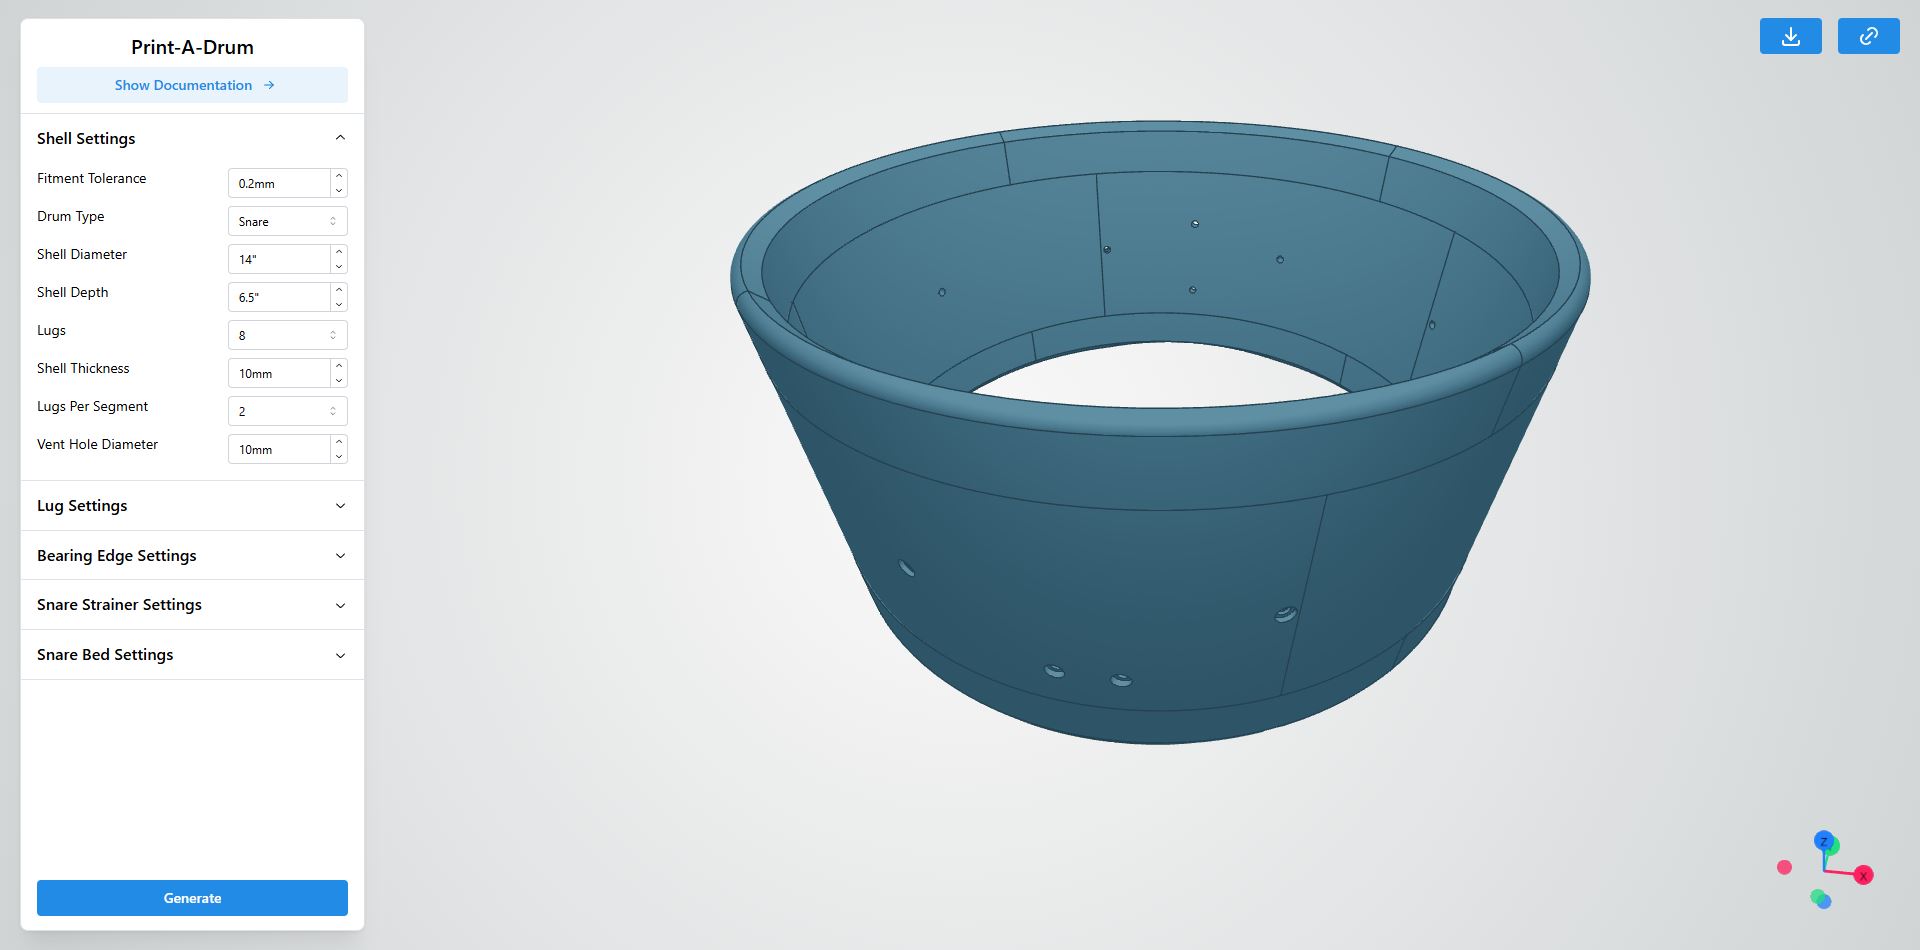 Print-A-Drum
Show Documentation
Shell Settings
Fitment Tolerance 0.2mm
Drum Type Snare
Shell Diameter 14"
Shell Depth 6.5"
Lugs 8
Shell Thickness 10mm
Lugs Per Segment 2
Vent Hole Diameter 10mm
Lug Settings
Bearing Edge Settings
Snare Strainer Settings
Snare Bed Settings
Generate
Z
X